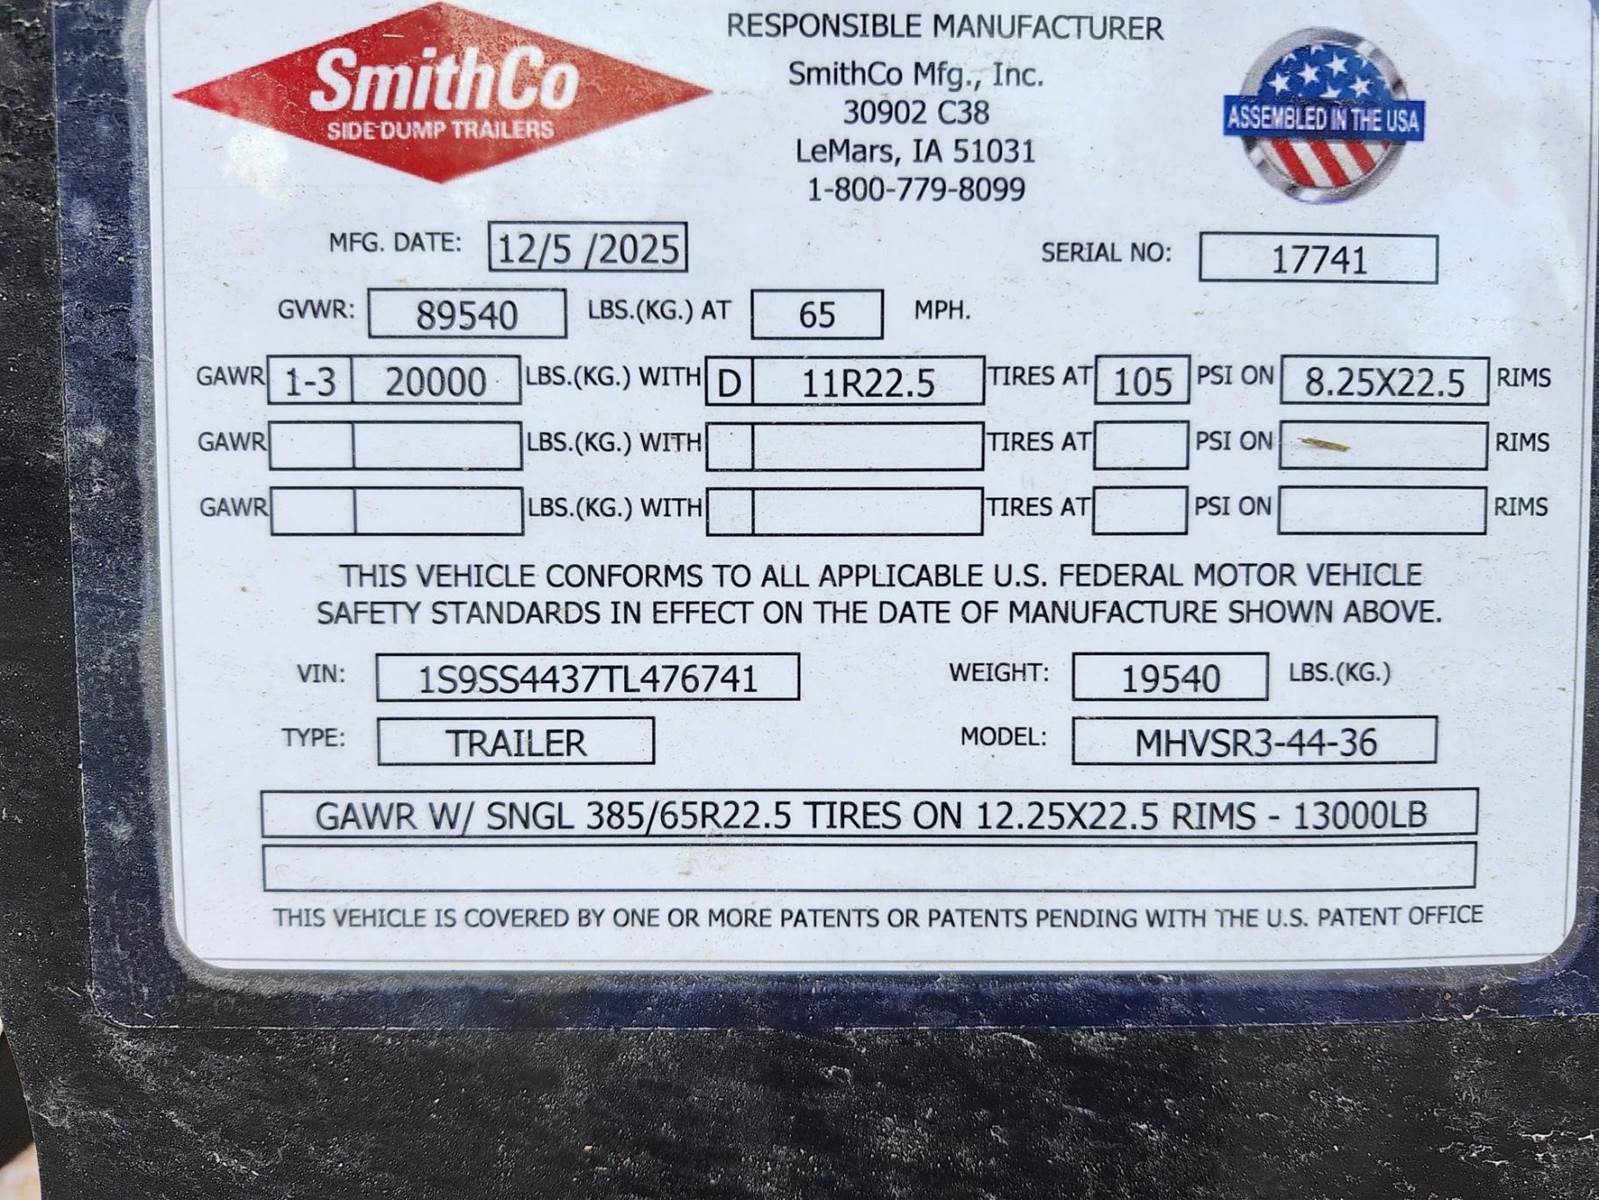 SmithCo
SIDE DUMP TRAILERS
RESPONSIBLE MANUFACTURER
SmithCo Mfg., Inc.
30902 C38
LeMars, IA 51031
1-800-779-8099
ASSEMBLED IN THE USA
MFG. DATE: 12/5 /2025 SERIAL NO: 17741
GVWR: 89540 LBS.(KG.) AT 65 MPH.
GAWR 1-3 20000 LBS.(KG.) WITH D 11R22.5 TIRES AT 105 PSI ON 8.25X22.5 RIMS
GAWR LBS.(KG.) WITH TIRES AT PSI ON RIMS
GAWR LBS.(KG.) WITH TIRES AT PSI ON RIMS
THIS VEHICLE CONFORMS TO ALL APPLICABLE U.S. FEDERAL MOTOR VEHICLE
SAFETY STANDARDS IN EFFECT ON THE DATE OF MANUFACTURE SHOWN ABOVE.
VIN: 1S9SS4437TL476741 WEIGHT: 19540 LBS.(KG.)
TYPE: TRAILER MODEL: MHVSR3-44-36
GAWR W/ SNGL 385/65R22.5 TIRES ON 12.25X22.5 RIMS - 13000LB
THIS VEHICLE IS COVERED BY ONE OR MORE PATENTS OR PATENTS PENDING WITH THE U.S. PATENT OFFICE